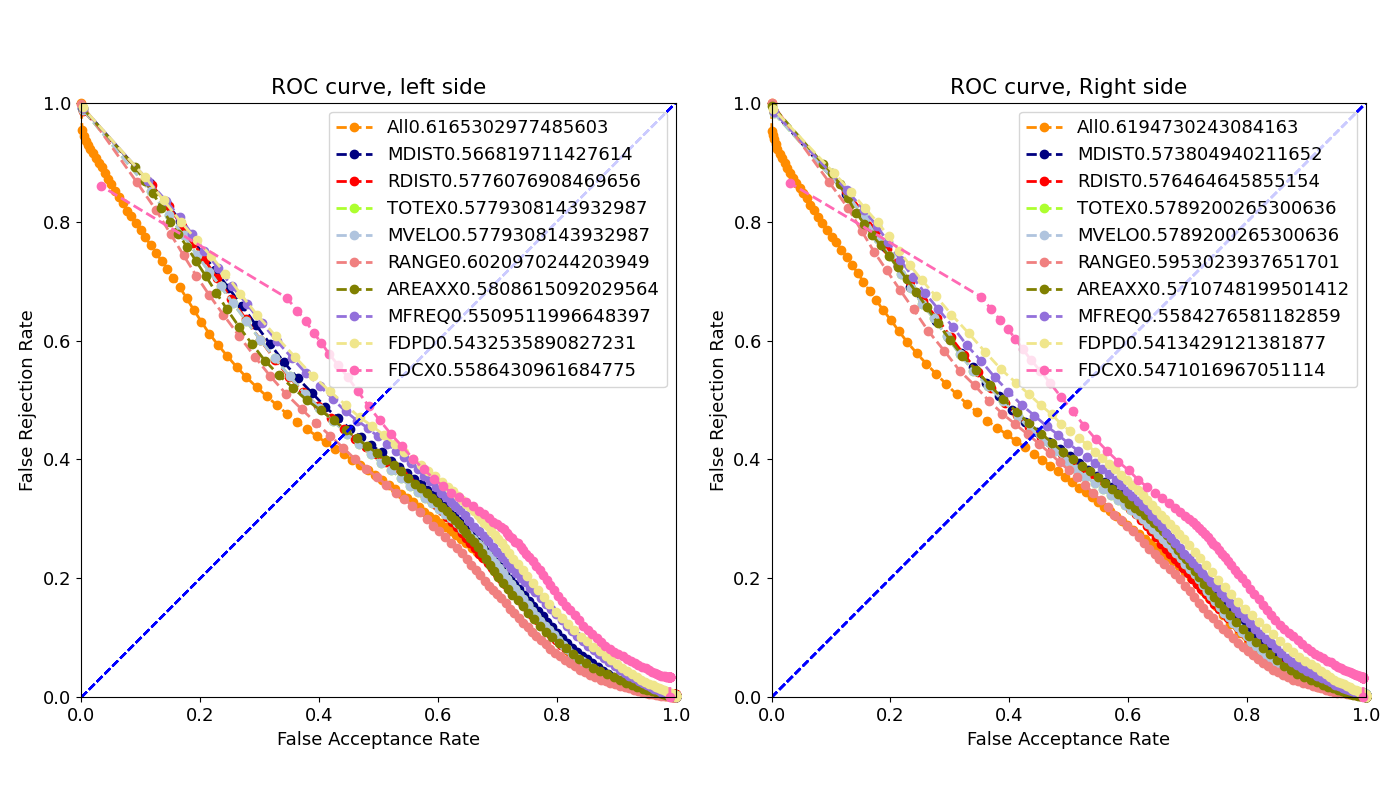 ROC curve, left side
1.0
0.8
0.6
0.4
0.2
0.0
False Rejection Rate
All0.6165302977485603
MDIST0.566819711427614
RDIST0.5776076908469656
TOTEX0.5779308143932987
MVELO0.5779308143932987
RANGE0.6020970244203949
AREAXX0.5808615092029564
MFREQ0.5509511996648397
FDPD0.5432535890827231
FDCX0.5586430961684775
0.0 0.2 0.4 0.6 0.8 1.0
False Acceptance Rate
ROC curve, Right side
1.0
0.8
0.6
0.4
0.2
0.0
False Rejection Rate
All0.6194730243084163
MDIST0.573804940211652
RDIST0.576464645855154
TOTEX0.5789200265300636
MVELO0.5789200265300636
RANGE0.5953023937651701
AREAXX0.5710748199501412
MFREQ0.5584276581182859
FDPD0.5413429121381877
FDCX0.5471016967051114
0.0 0.2 0.4 0.6 0.8 1.0
False Acceptance Rate